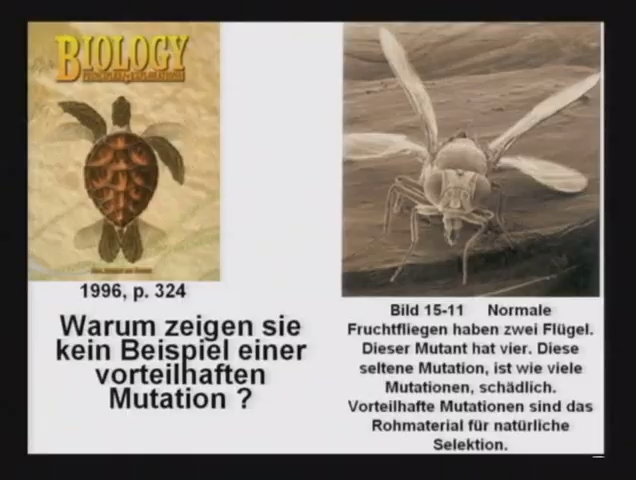 BIOLOGY
1996, p. 324
Warum zeigen sie
kein Beispiel einer
vorteilhaften
Mutation ?
Bild 15-11 Normale
Fruchtfliegen haben zwei Flügel.
Dieser Mutant hat vier. Diese
seltene Mutation, ist wie viele
Mutationen, schädlich.
Vorteilhafte Mutationen sind das
Rohmaterial für natürliche
Selektion.